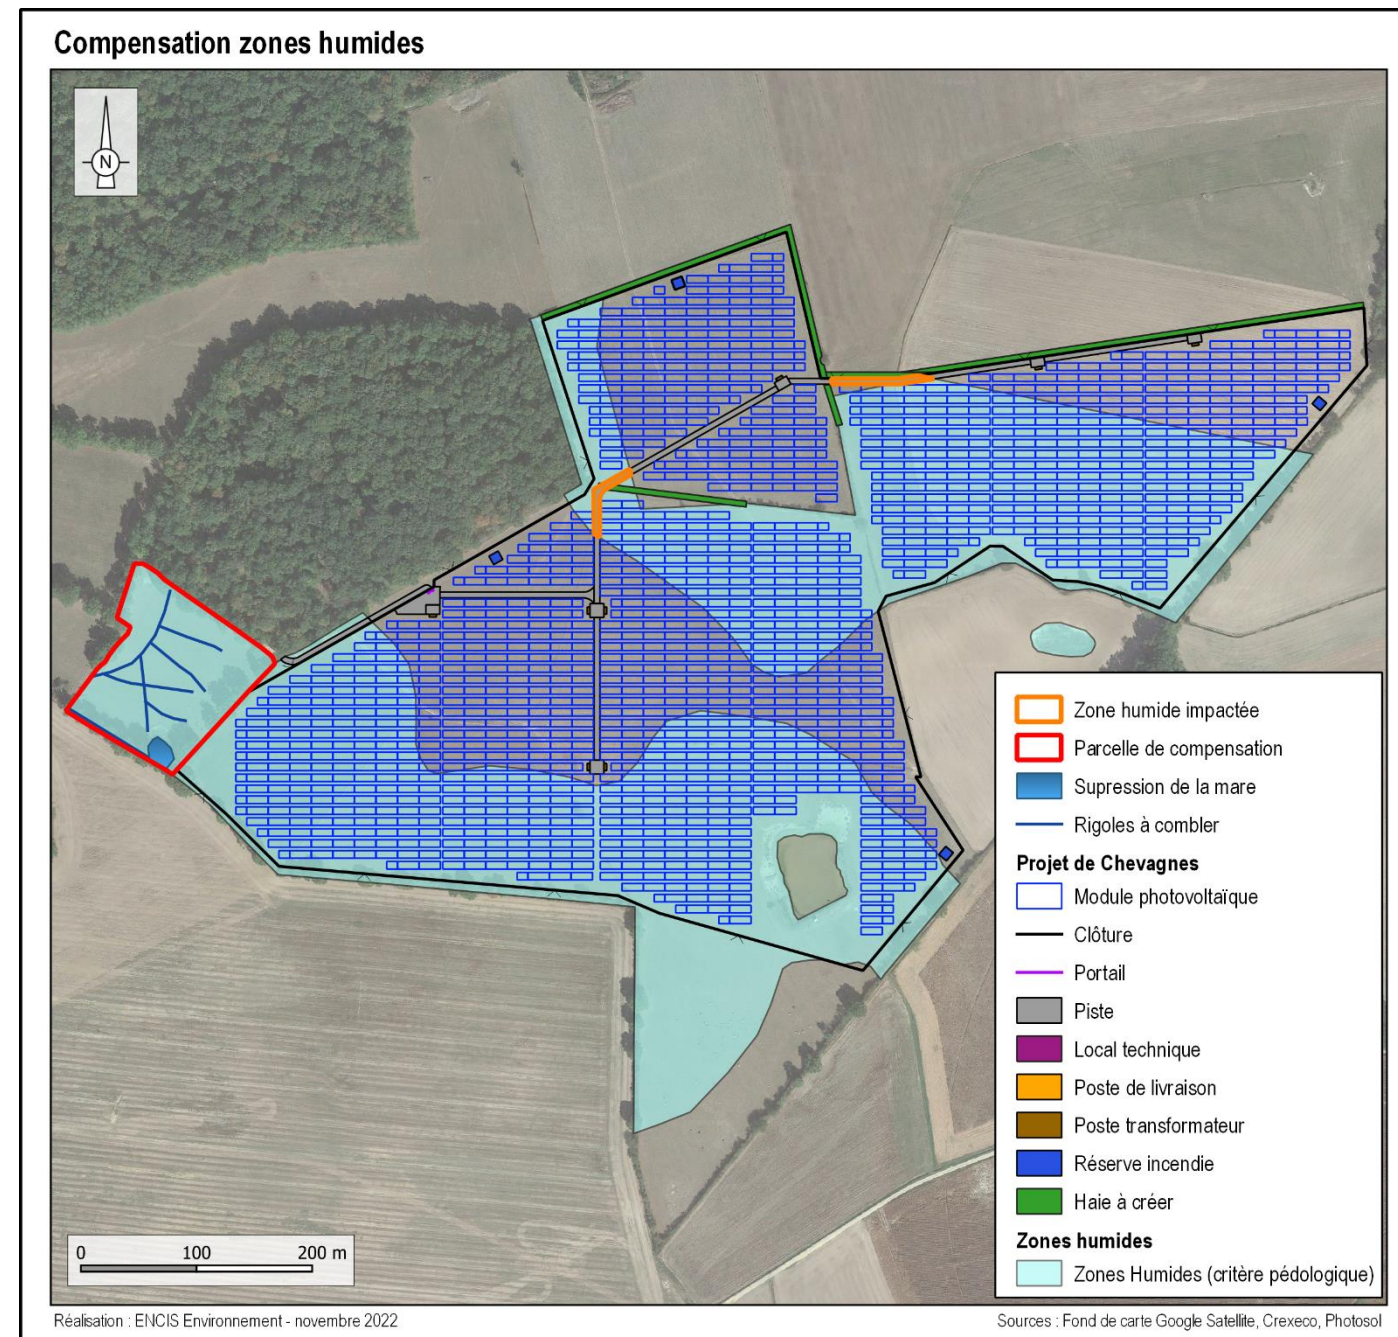 Compensation zones humides
N
Zone humide impactée
Parcelle de compensation
Supression de la mare
Rigoles à combler
Projet de Chevagnes
Module photovoltaïque
Clôture
Portail
Piste
Local technique
Poste de livraison
Poste transformateur
Réserve incendie
Haie à créer
Zones humides
Zones Humides (critère pédologique)
0 100 200 m
Réalisation : ENCIS Environnement - novembre 2022
Sources : Fond de carte Google Satellite, Crexeco, Photosol